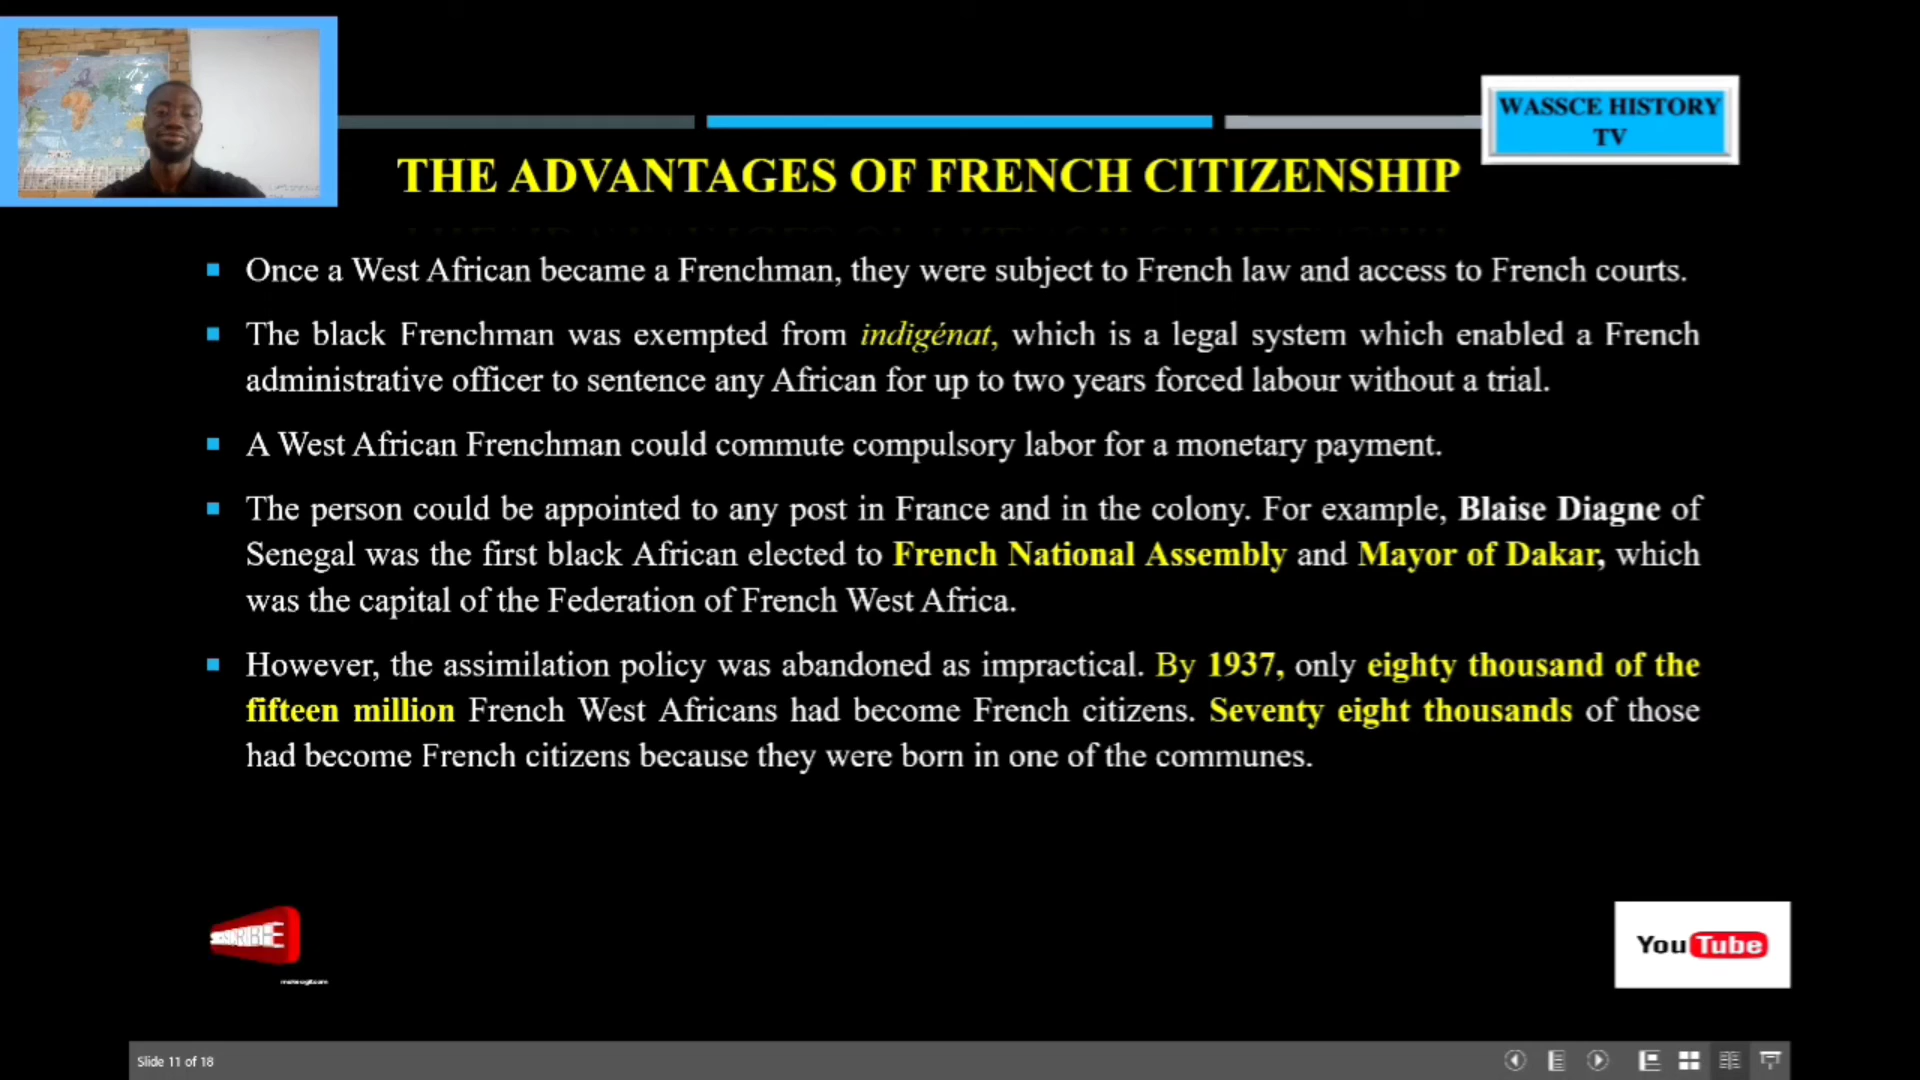 WASSCE HISTORY
TV
THE ADVANTAGES OF FRENCH CITIZENSHIP
Once a West African became a Frenchman, they were subject to French law and access to French courts.
The black Frenchman was exempted from indigénat, which is a legal system which enabled a French
administrative officer to sentence any African for up to two years forced labour without a trial.
A West African Frenchman could commute compulsory labor for a monetary payment.
The person could be appointed to any post in France and in the colony. For example, Blaise Diagne of
Senegal was the first black African elected to French National Assembly and Mayor of Dakar, which
was the capital of the Federation of French West Africa.
However, the assimilation policy was abandoned as impractical. By 1937, only eighty thousand of the
fifteen million French West Africans had become French citizens. Seventy eight thousands of those
had become French citizens because they were born in one of the communes.
YouTube
Slide 11 of 18